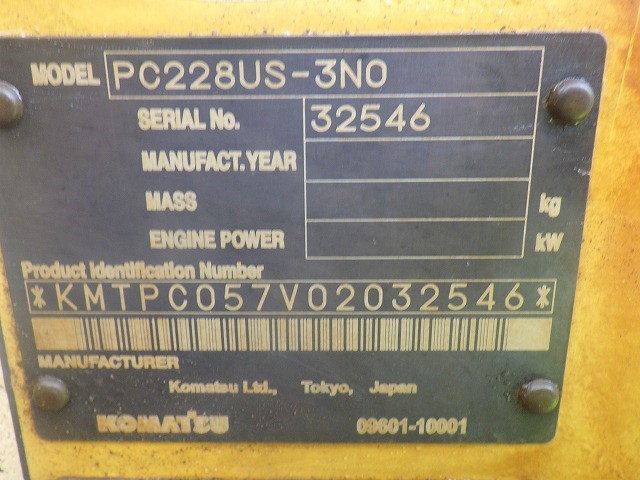 MODEL PC228US-3N0
SERIAL No. 32546
MANUFACT. YEAR
MASS kg
ENGINE POWER kW
Product Identification Number
*KMTPC057V02032546*
MANUFACTURER
Komatsu Ltd., Tokyo, Japan
KOMATSU 09601-10001